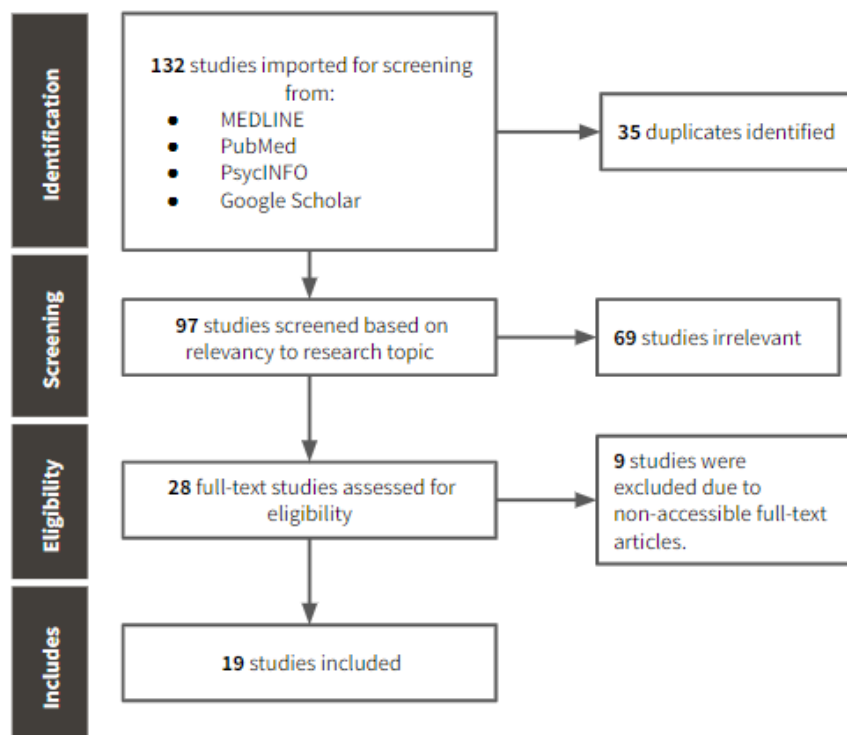 Identification
132 studies imported for screening
from:
● MEDLINE
● PubMed
● PsycINFO
● Google Scholar
35 duplicates identified
Screening
97 studies screened based on
relevancy to research topic
69 studies irrelevant
Eligibility
28 full-text studies assessed for
eligibility
9 studies were
excluded due to
non-accessible full-text
articles.
Includes
19 studies included